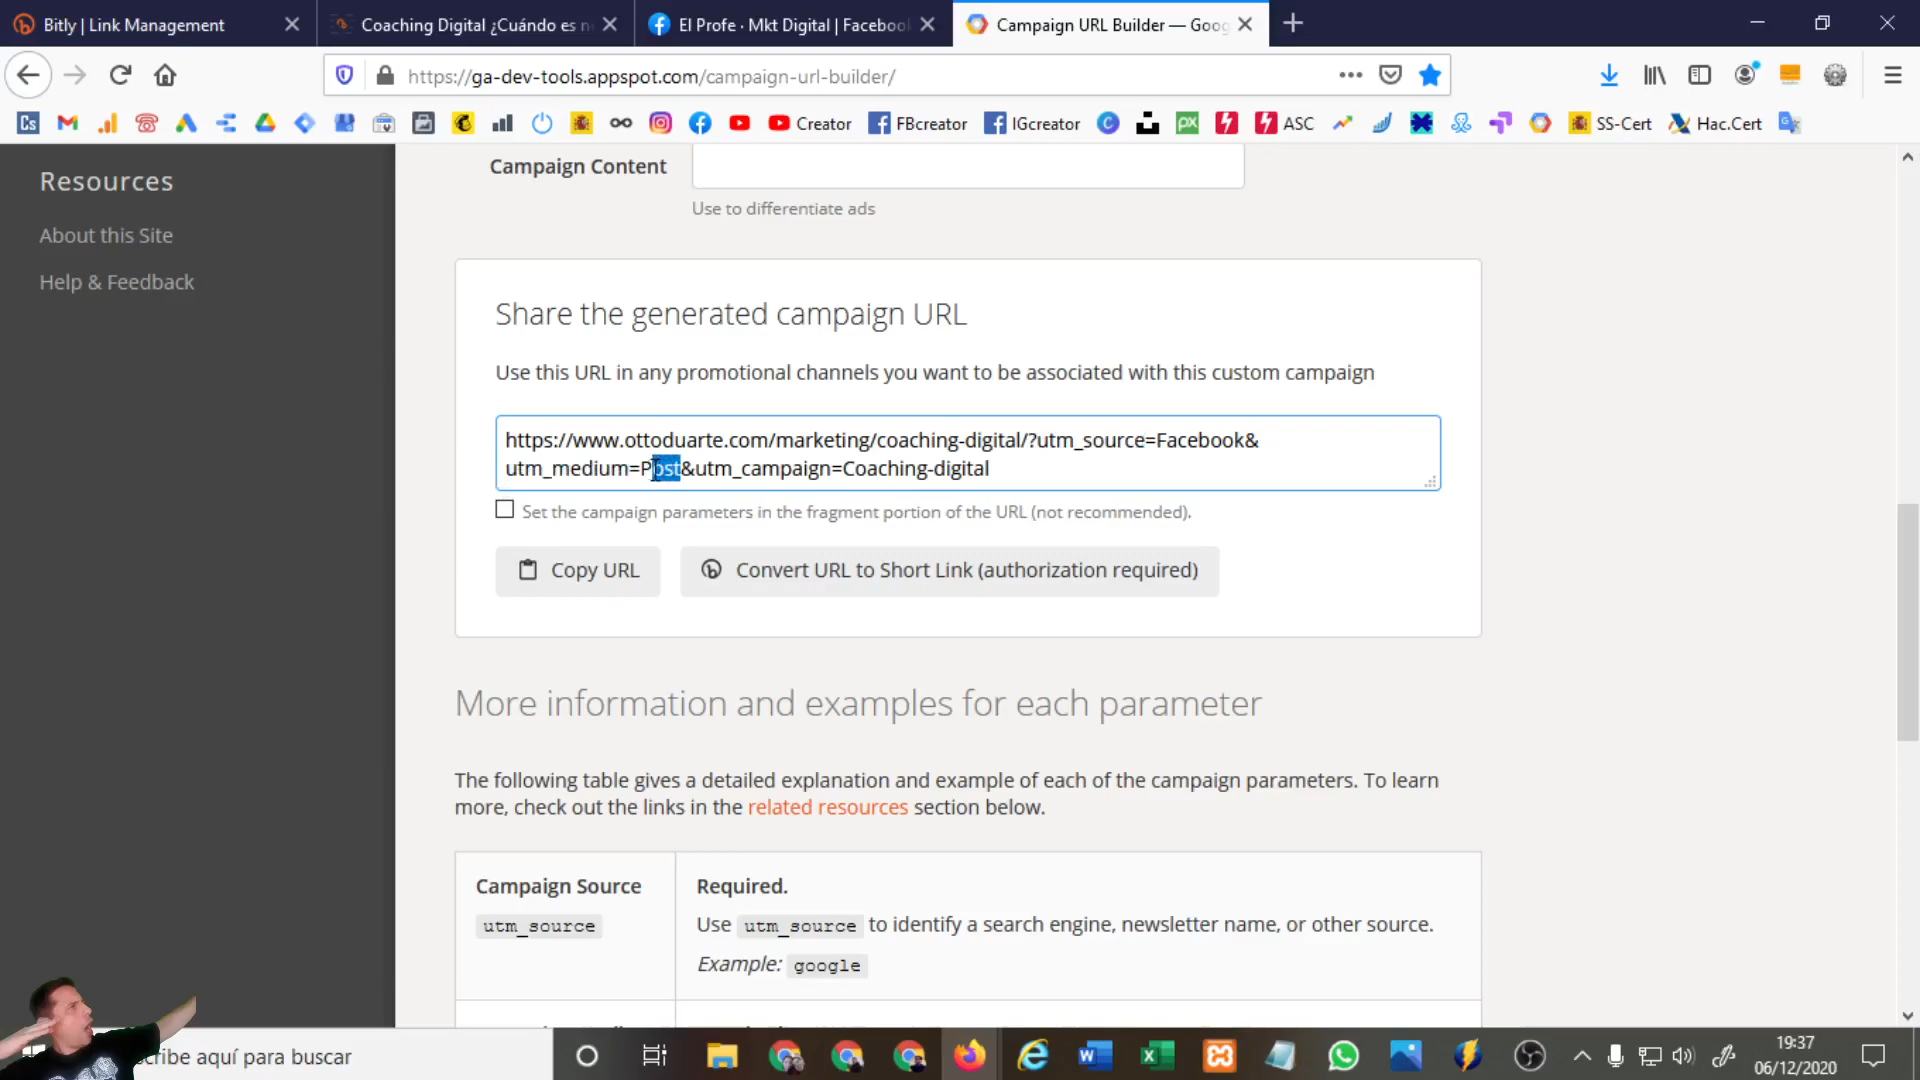 Bitly | Link Management
Coaching Digital ¿Cuándo es n
El Profe · Mkt Digital | Facebook
Campaign URL Builder — Goog
https://ga-dev-tools.appspot.com/campaign-url-builder/
Cs
Creator
FBcreator
IGcreator
px
ASC
SS-Cert
Hac.Cert
Resources
About this Site
Help & Feedback
Campaign Content
Use to differentiate ads
Share the generated campaign URL
Use this URL in any promotional channels you want to be associated with this custom campaign
https://www.ottoduarte.com/marketing/coaching-digital/?utm_source=Facebook&
utm_medium=Post&utm_campaign=Coaching-digital
Set the campaign parameters in the fragment portion of the URL (not recommended).
Copy URL
Convert URL to Short Link (authorization required)
More information and examples for each parameter
The following table gives a detailed explanation and example of each of the campaign parameters. To learn
more, check out the links in the related resources section below.
Campaign Source
utm_source
Required.
Use utm_source to identify a search engine, newsletter name, or other source.
Example: google
ribe aquí para buscar
19:37
06/12/2020